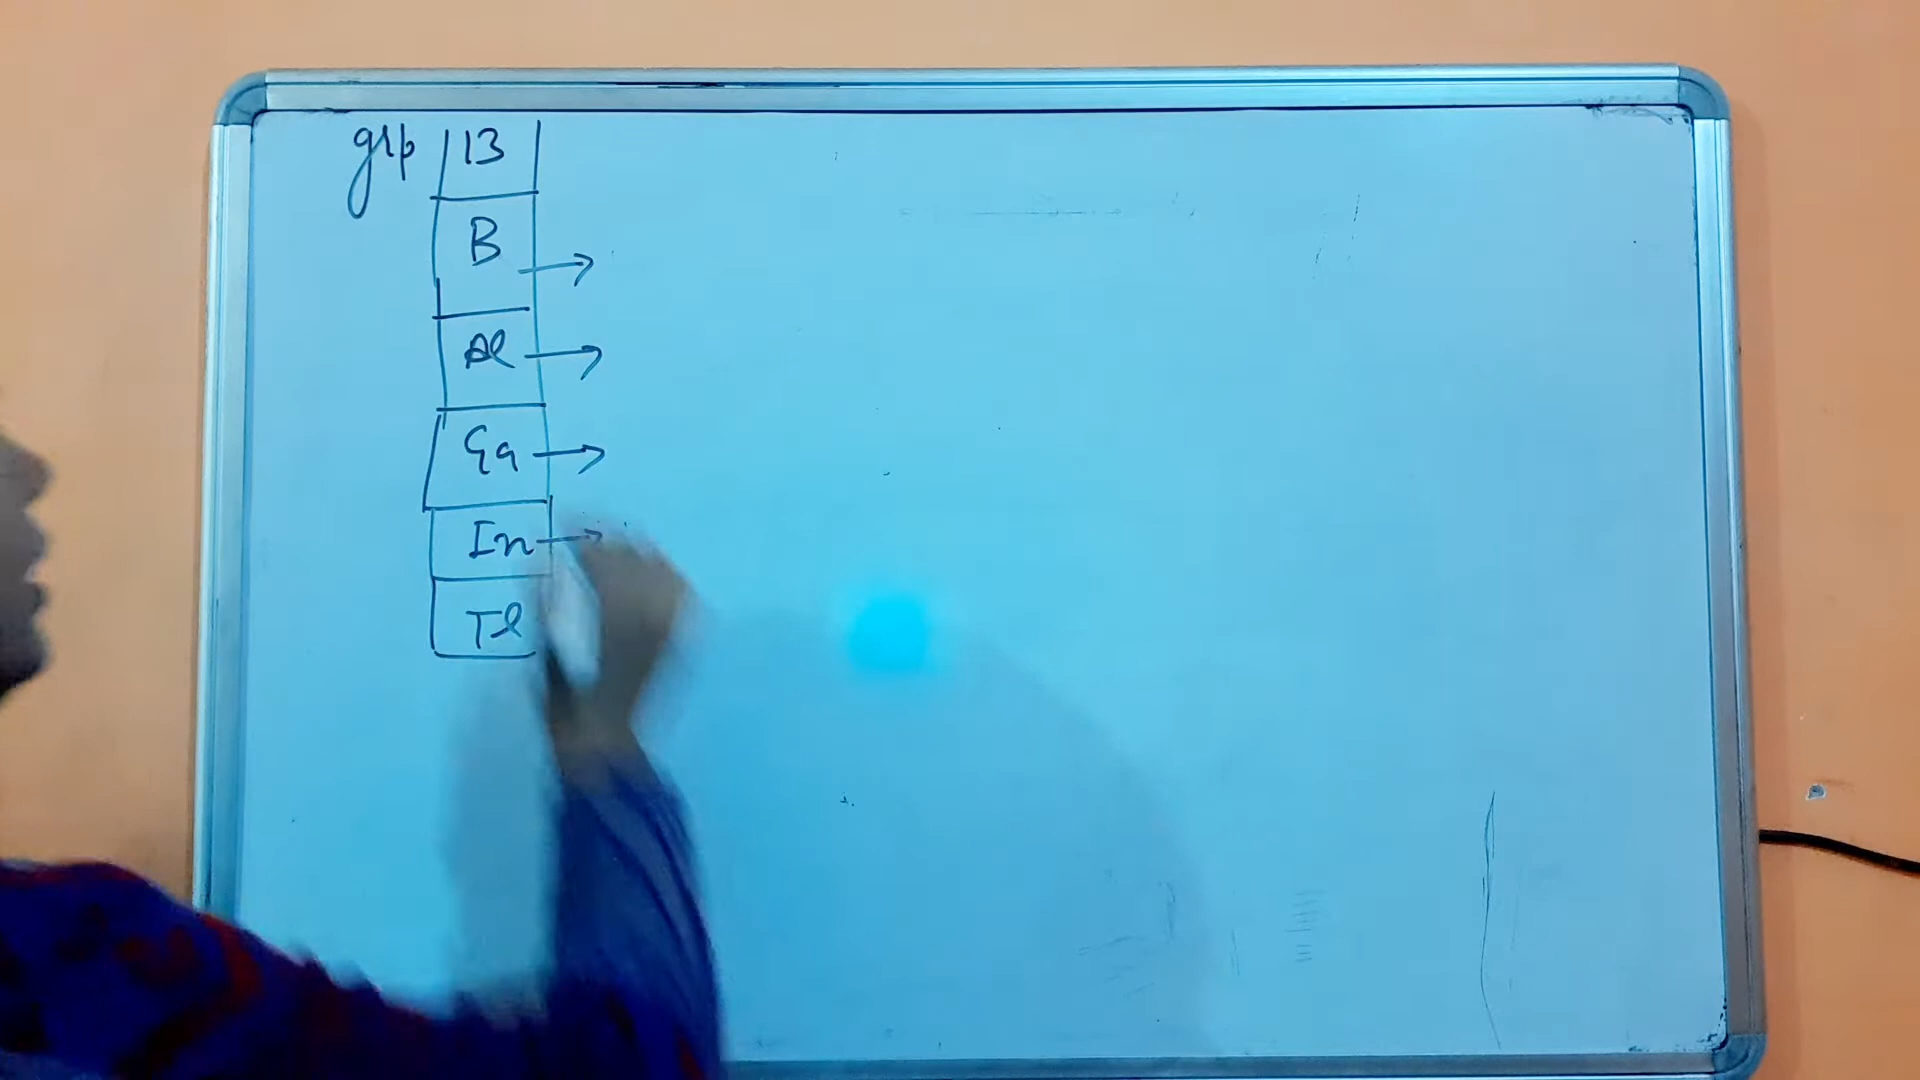 grp 13
B →
Al →
Ga →
In →
Tl